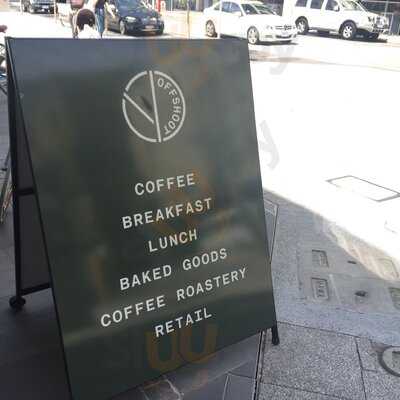 OFFSHOOT
COFFEE
BREAKFAST
LUNCH
BAKED GOODS
COFFEE ROASTERY
RETAIL